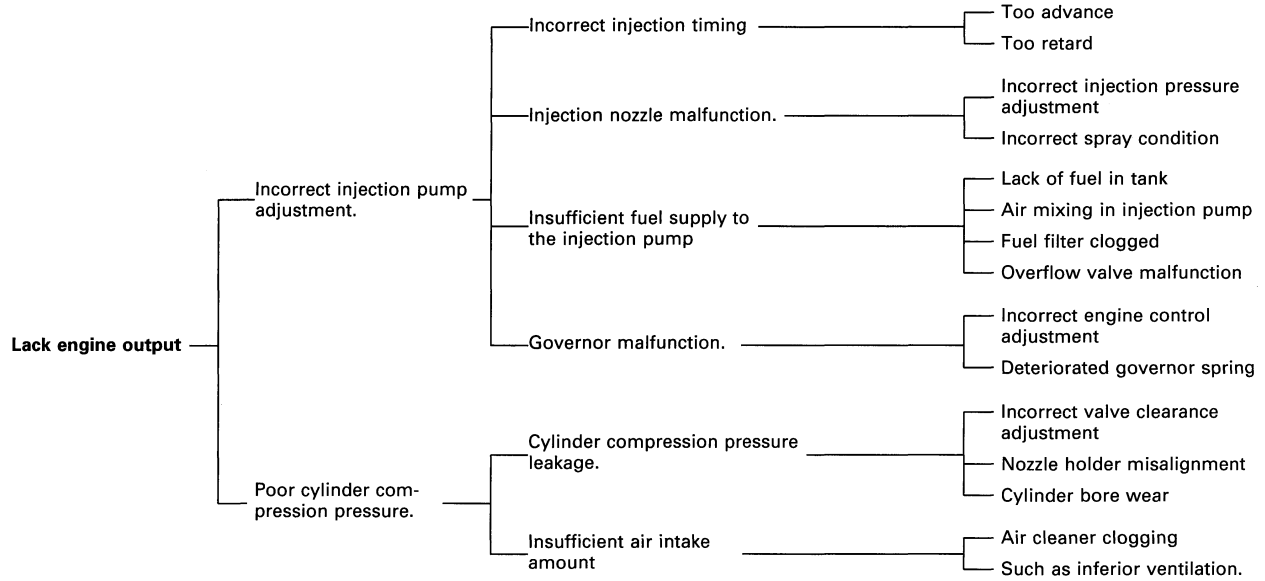 Incorrect injection timing
Too advance
Too retard
Injection nozzle malfunction.
Incorrect injection pressure
adjustment
Incorrect spray condition
Incorrect injection pump
adjustment.
Insufficient fuel supply to
the injection pump
Lack of fuel in tank
Air mixing in injection pump
Fuel filter clogged
Overflow valve malfunction
Governor malfunction.
Incorrect engine control
adjustment
Deteriorated governor spring
Lack engine output
Cylinder compression pressure
leakage.
Incorrect valve clearance
adjustment
Nozzle holder misalignment
Cylinder bore wear
Poor cylinder com-
pression pressure.
Insufficient air intake
amount
Air cleaner clogging
Such as inferior ventilation.